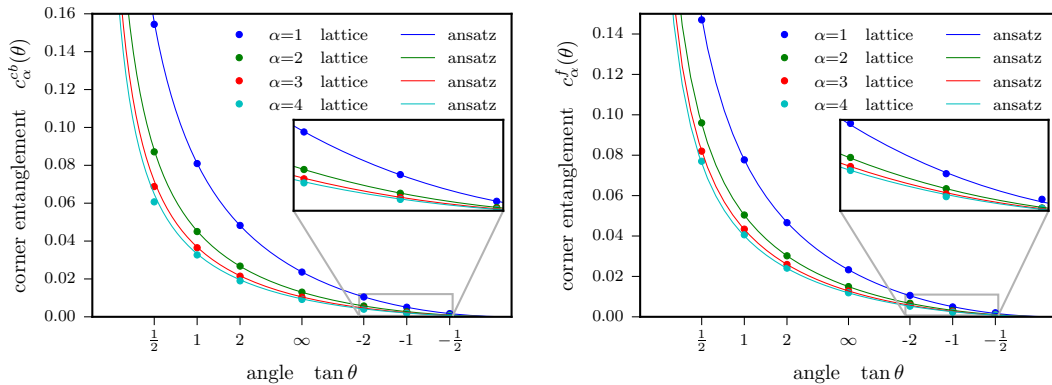 corner entanglement c_α^{cb}(θ)
0.16
0.14
0.12
0.10
0.08
0.06
0.04
0.02
0.00
α=1 lattice ansatz
α=2 lattice ansatz
α=3 lattice ansatz
α=4 lattice ansatz
½ 1 2 ∞ -2 -1 −½
angle tan θ
corner entanglement c_α^f(θ)
0.14
0.12
0.10
0.08
0.06
0.04
0.02
0.00
α=1 lattice ansatz
α=2 lattice ansatz
α=3 lattice ansatz
α=4 lattice ansatz
½ 1 2 ∞ -2 -1 −½
angle tan θ